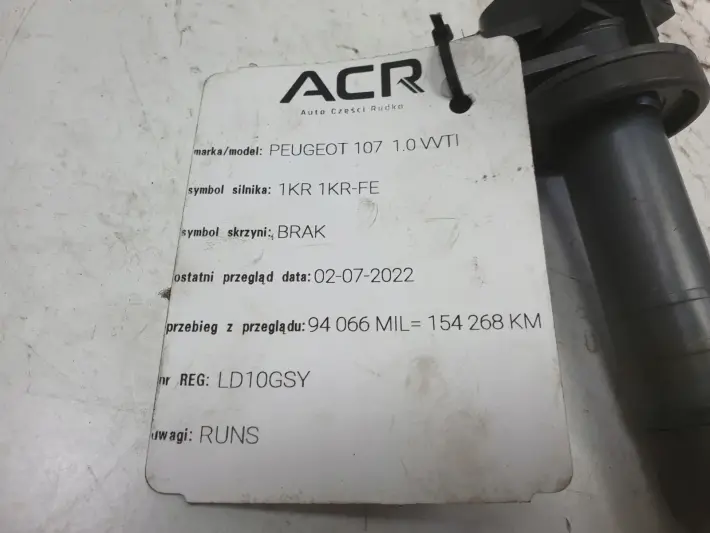 ACR
Auto Części Rudka
marka/model: PEUGEOT 107 1.0 VVTI
symbol silnika: 1KR 1KR-FE
symbol skrzyni: BRAK
ostatni przegląd data: 02-07-2022
przebieg z przeglądu: 94 066 MIL= 154 268 KM
nr REG: LD10GSY
uwagi: RUNS